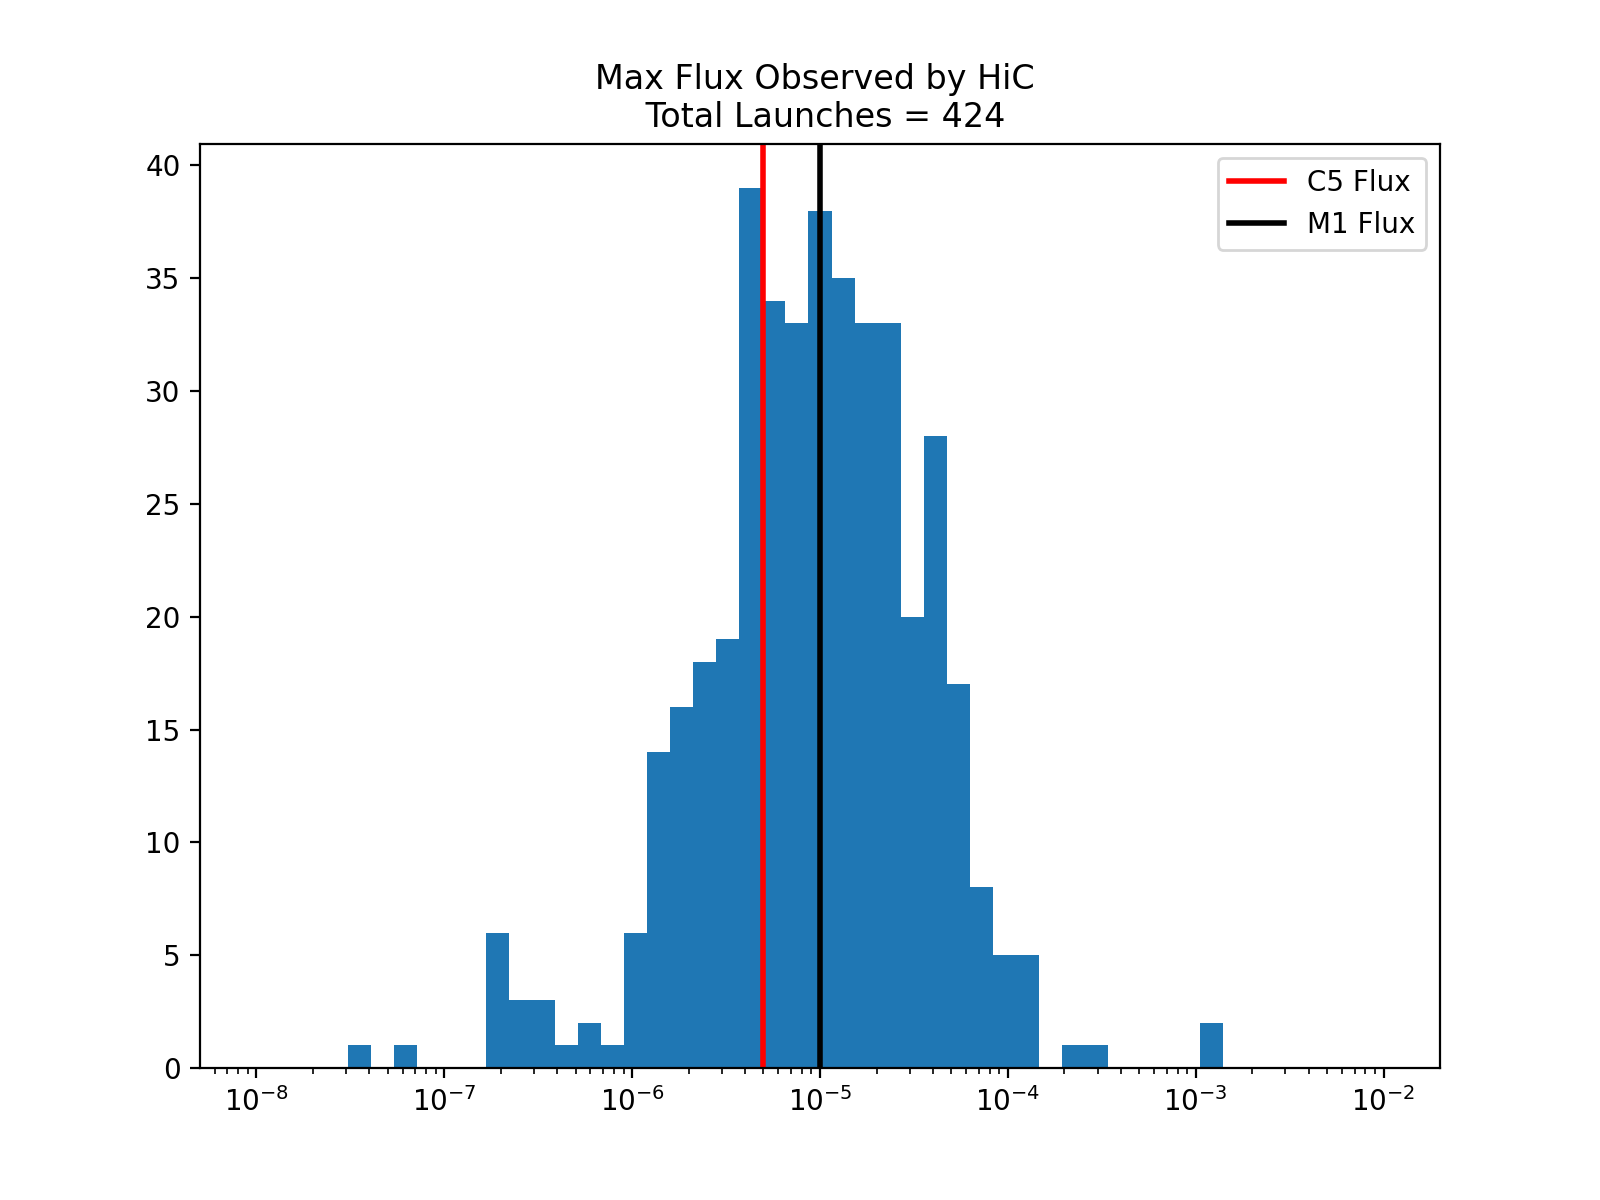 Max Flux Observed by HiC
Total Launches = 424
C5 Flux
M1 Flux
40
35
30
25
20
15
10
5
0
10⁻⁸ 10⁻⁷ 10⁻⁶ 10⁻⁵ 10⁻⁴ 10⁻³ 10⁻²